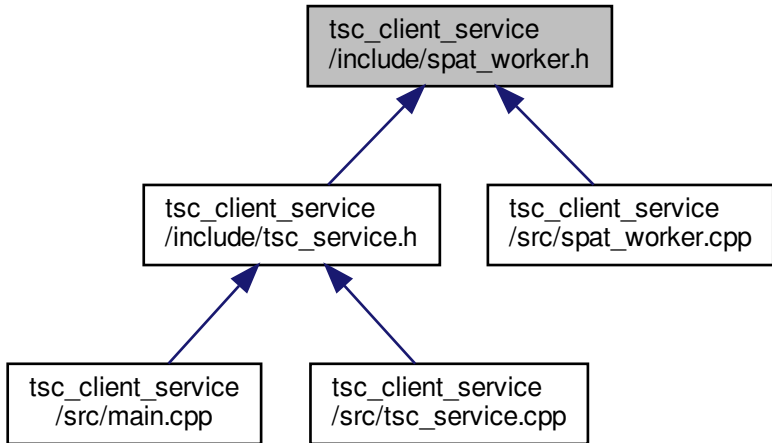 tsc_client_service
/include/spat_worker.h
tsc_client_service
/include/tsc_service.h
tsc_client_service
/src/spat_worker.cpp
tsc_client_service
/src/main.cpp
tsc_client_service
/src/tsc_service.cpp